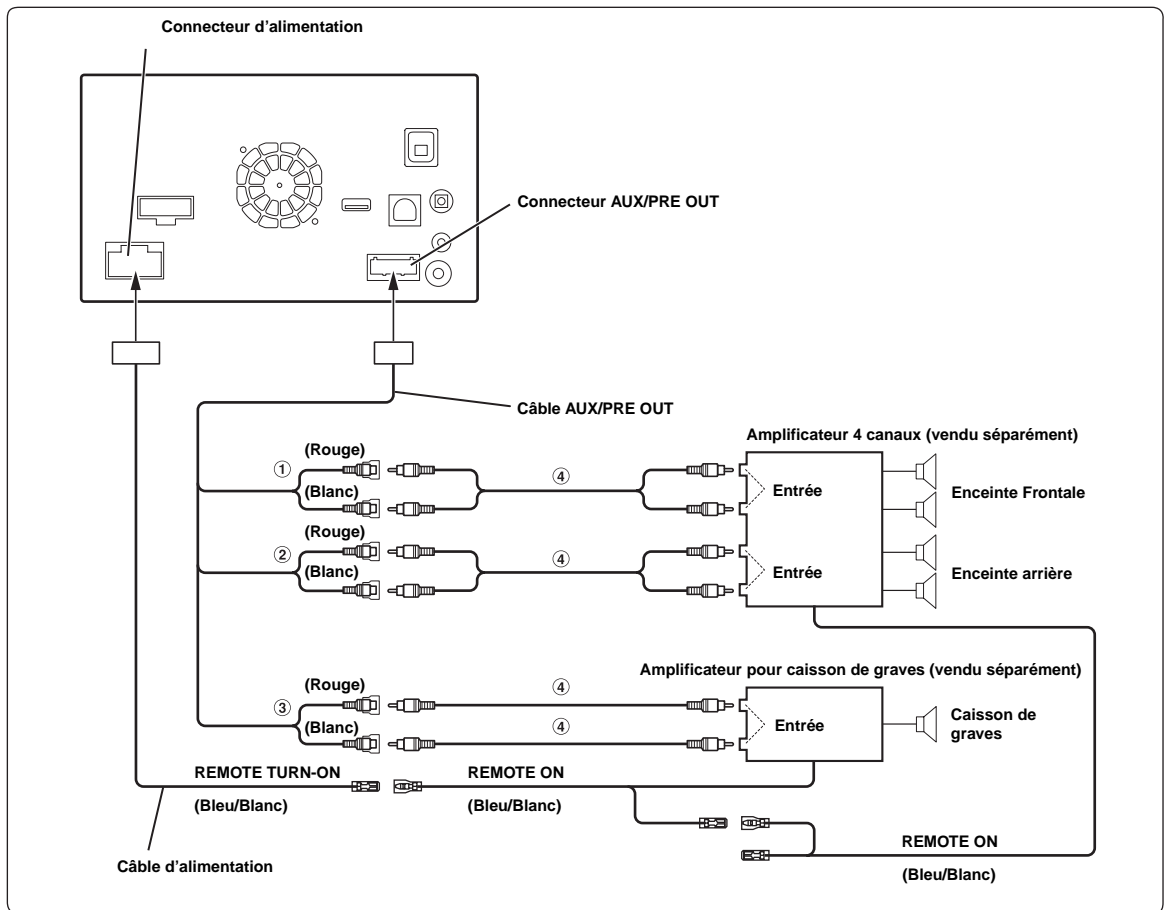 Connecteur d'alimentation
Connecteur AUX/PRE OUT
Câble AUX/PRE OUT
Amplificateur 4 canaux (vendu séparément)
(Rouge)
①
④
(Blanc)
Entrée
Enceinte Frontale
(Rouge)
②
④
(Blanc)
Entrée
Enceinte arrière
Amplificateur pour caisson de graves (vendu séparément)
(Rouge)
④
③
(Blanc)
④
Entrée
Caisson de
graves
REMOTE TURN-ON
(Bleu/Blanc)
REMOTE ON
(Bleu/Blanc)
REMOTE ON
(Bleu/Blanc)
Câble d'alimentation